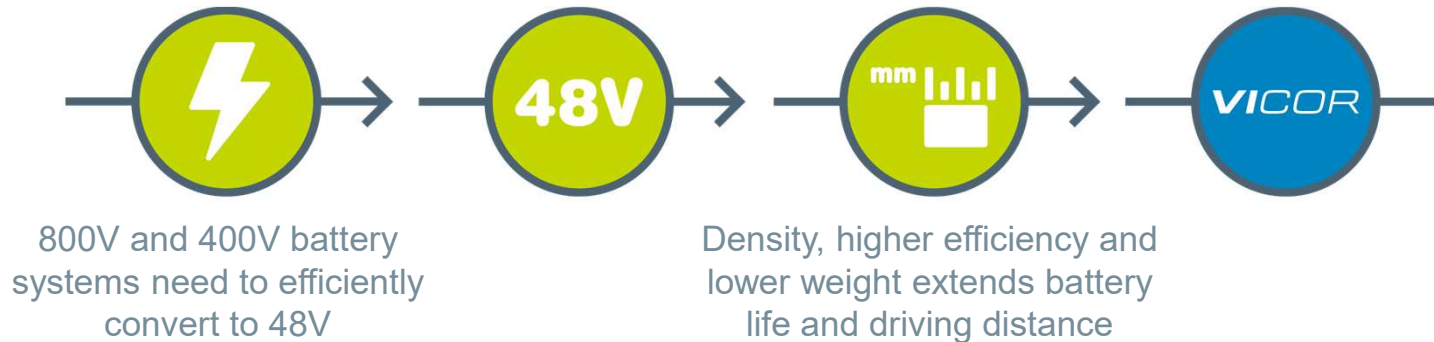 48V
mm
VICOR
800V and 400V battery
systems need to efficiently
convert to 48V
Density, higher efficiency and
lower weight extends battery
life and driving distance